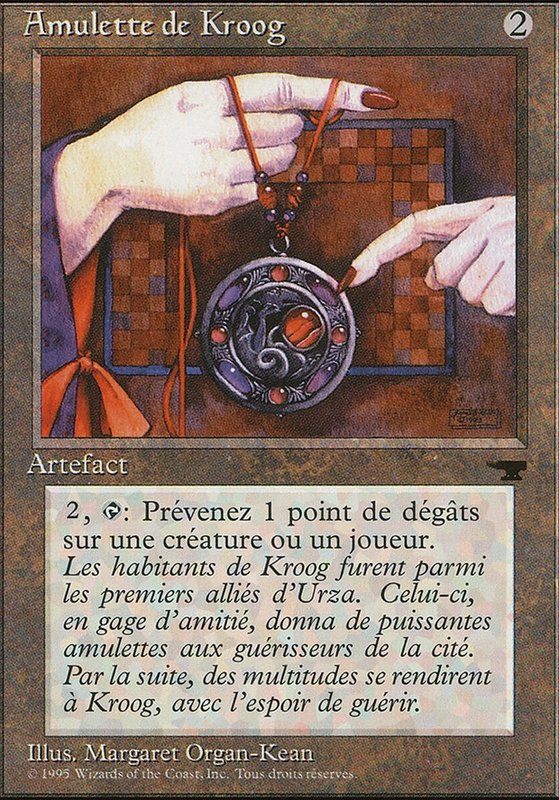 Amulette de Kroog 2
Artefact
2, : Prévenez 1 point de dégâts
sur une créature ou un joueur.
Les habitants de Kroog furent parmi
les premiers alliés d'Urza. Celui-ci,
en gage d'amitié, donna de puissantes
amulettes aux guérisseurs de la cité.
Par la suite, des multitudes se rendirent
à Kroog, avec l'espoir de guérir.
Illus. Margaret Organ-Kean
© 1995 Wizards of the Coast, Inc. Tous droits réservés.